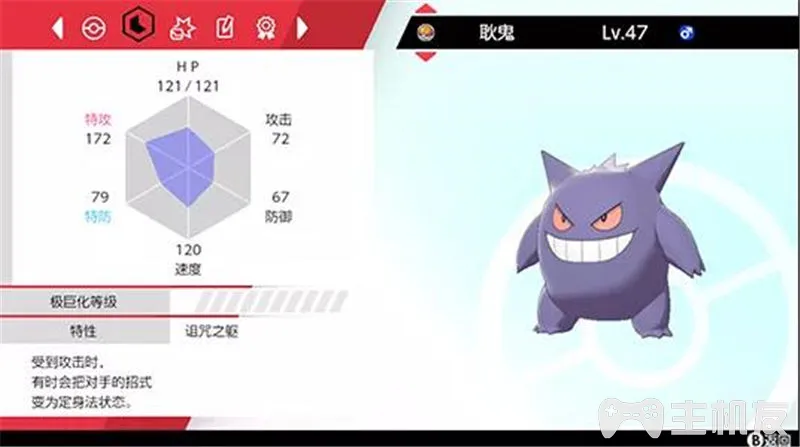 耿鬼 Lv.47 ♂
HP
121/121
特攻 攻击
172 72
79 67
特防 防御
120
速度
极巨化等级
特性 诅咒之躯
受到攻击时，
有时会把对手的招式
变为定身法状态。
主机友
B